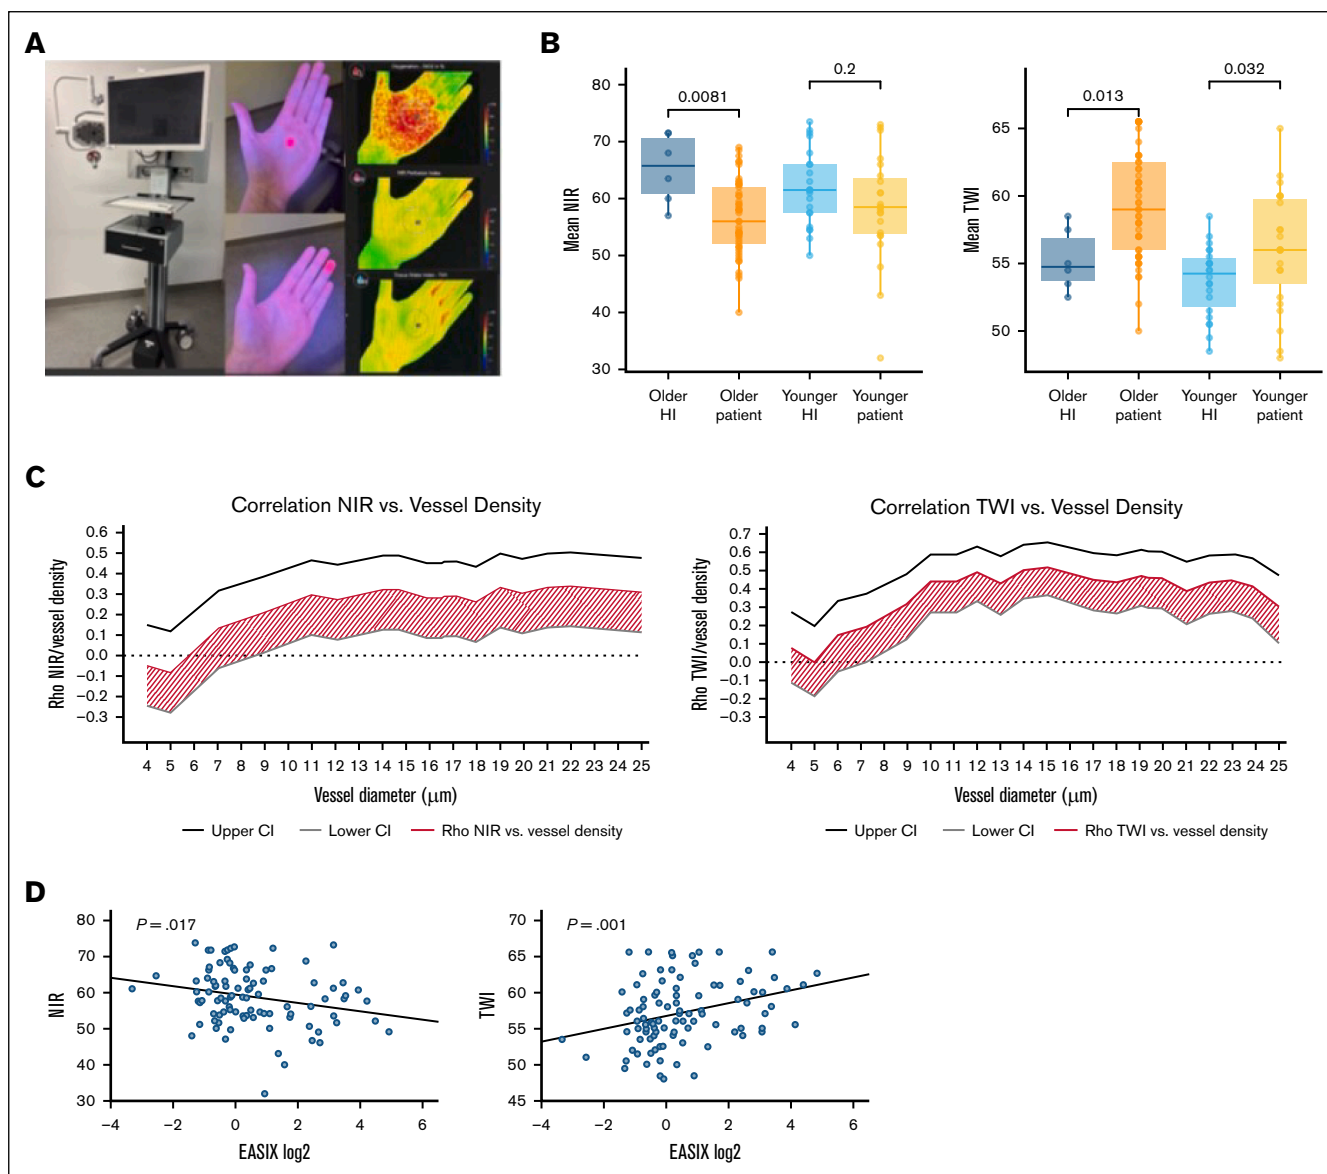 A
B
0.0081
0.2
80
70
60
50
40
30
Mean NIR
Older HI
Older patient
Younger HI
Younger patient
0.013
0.032
65
60
55
50
Mean TWI
Older HI
Older patient
Younger HI
Younger patient
C
Correlation NIR vs. Vessel Density
0.6
0.5
0.4
0.3
0.2
0.1
0.0
−0.1
−0.2
−0.3
Rho NIR/vessel density
4 5 6 7 8 9 10 11 12 13 14 15 16 17 18 19 20 21 22 23 24 25
Vessel diameter (μm)
Upper CI Lower CI Rho NIR vs. vessel density
Correlation TWI vs. Vessel Density
0.7
0.6
0.5
0.4
0.3
0.2
0.1
0.0
−0.1
−0.2
−0.3
Rho TWI/vessel density
4 5 6 7 8 9 10 11 12 13 14 15 16 17 18 19 20 21 22 23 24 25
Vessel diameter (μm)
Upper CI Lower CI Rho TWI vs. vessel density
D
P = .017
80
70
60
50
40
30
NIR
−4 −2 0 2 4 6
EASIX log2
P = .001
70
65
60
55
50
45
TWI
−4 −2 0 2 4 6
EASIX log2